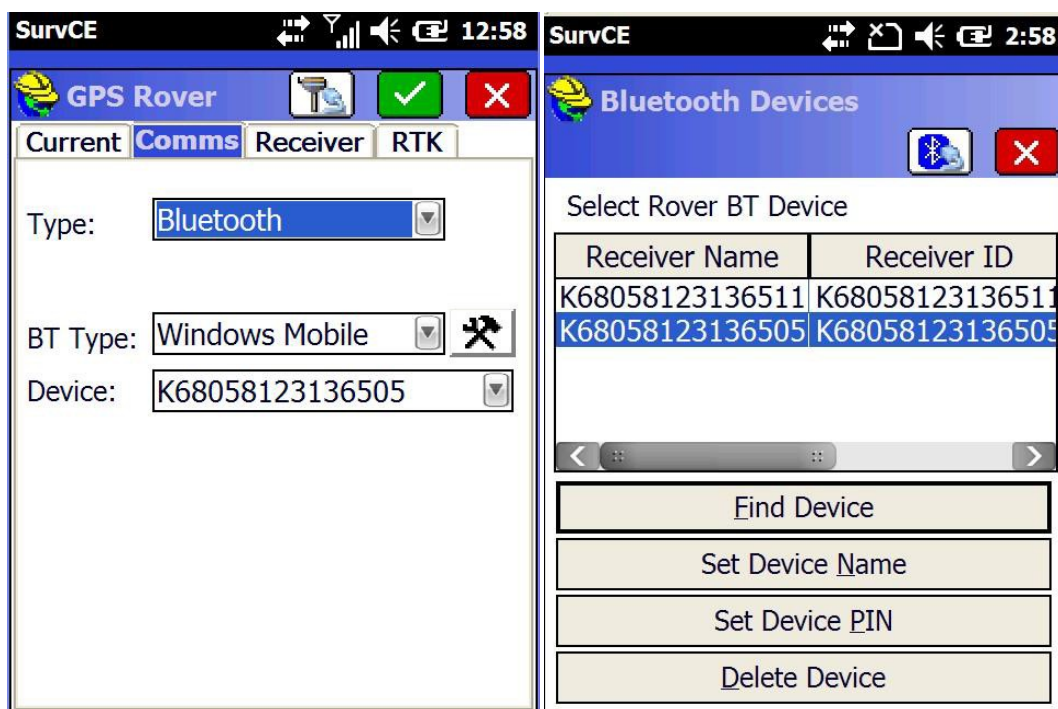 SurvCE 12:58
GPS Rover
Current Comms Receiver RTK
Type: Bluetooth
BT Type: Windows Mobile
Device: K68058123136505
SurvCE 2:58
Bluetooth Devices
Select Rover BT Device
Receiver Name Receiver ID
K68058123136511 K68058123136511
K68058123136505 K68058123136505
Find Device
Set Device Name
Set Device PIN
Delete Device